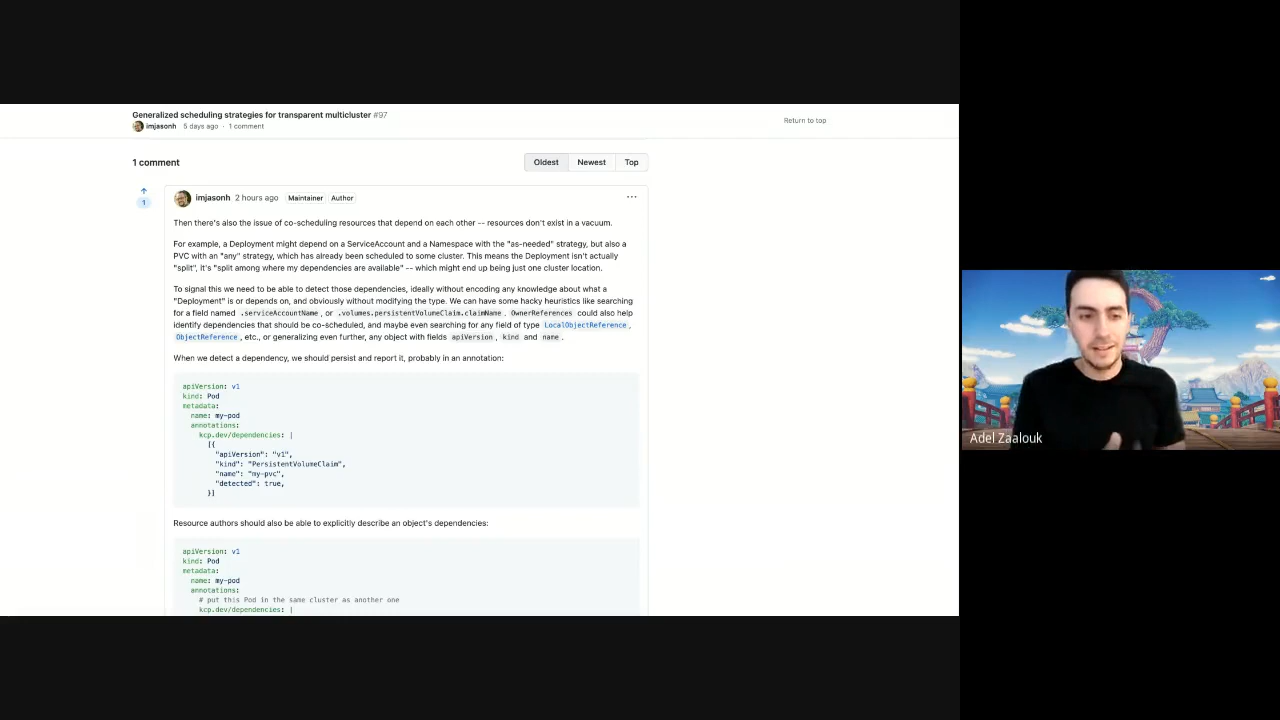 Generalized scheduling strategies for transparent multicluster #97
imjasonh 5 days ago · 1 comment
Return to top
1 comment
Oldest Newest Top
1
imjasonh 2 hours ago Maintainer Author ···
Then there's also the issue of co-scheduling resources that depend on each other -- resources don't exist in a vacuum.
For example, a Deployment might depend on a ServiceAccount and a Namespace with the "as-needed" strategy, but also a
PVC with an "any" strategy, which has already been scheduled to some cluster. This means the Deployment isn't actually
"split", it's "split among where my dependencies are available" -- which might end up being just one cluster location.
To signal this we need to be able to detect those dependencies, ideally without encoding any knowledge about what a
"Deployment" is or depends on, and obviously without modifying the type. We can have some hacky heuristics like searching
for a field named .serviceAccountName, or .volumes.persistentVolumeClaim.claimName. OwnerReferences could also help
identify dependencies that should be co-scheduled, and maybe even searching for any field of type LocalObjectReference,
ObjectReference, etc., or generalizing even further, any object with fields apiVersion, kind and name.
When we detect a dependency, we should persist and report it, probably in an annotation:
apiVersion: v1
kind: Pod
metadata:
  name: my-pod
  annotations:
    kcp.dev/dependencies: |
      [{
        "apiVersion": "v1",
        "kind": "PersistentVolumeClaim",
        "name": "my-pvc",
        "detected": true,
      }]
Resource authors should also be able to explicitly describe an object's dependencies:
apiVersion: v1
kind: Pod
metadata:
  name: my-pod
  annotations:
    # put this Pod in the same cluster as another one
    kcp.dev/dependencies: |
Adel Zaalouk